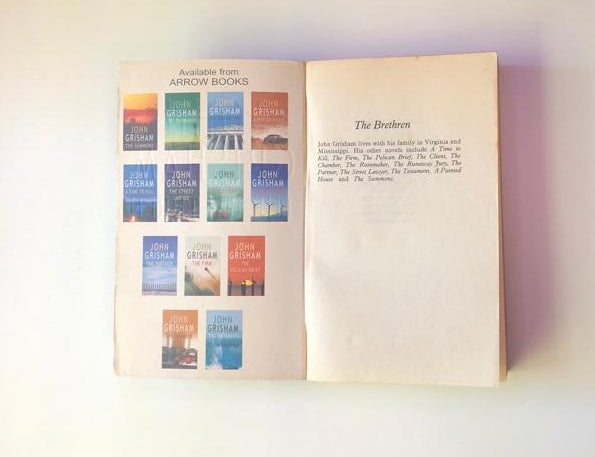 Available from
ARROW BOOKS
JOHN
GRISHAM
THE SUMMONS
JOHN
GRISHAM
JOHN
GRISHAM
JOHN
GRISHAM
JOHN
GRISHAM
A TIME TO KILL
JOHN
GRISHAM
THE STREET
LAWYER
JOHN
GRISHAM
JOHN
GRISHAM
JOHN
GRISHAM
THE PARTNER
JOHN
GRISHAM
THE FIRM
JOHN
GRISHAM
THE
PELICAN BRIEF
JOHN
GRISHAM
JOHN
GRISHAM
THE TESTAMENT
The Brethren
John Grisham lives with his family in Virginia and
Mississippi. His other novels include A Time to
Kill, The Firm, The Pelican Brief, The Client, The
Chamber, The Rainmaker, The Runaway Jury, The
Partner, The Street Lawyer, The Testament, A Painted
House and The Summons.